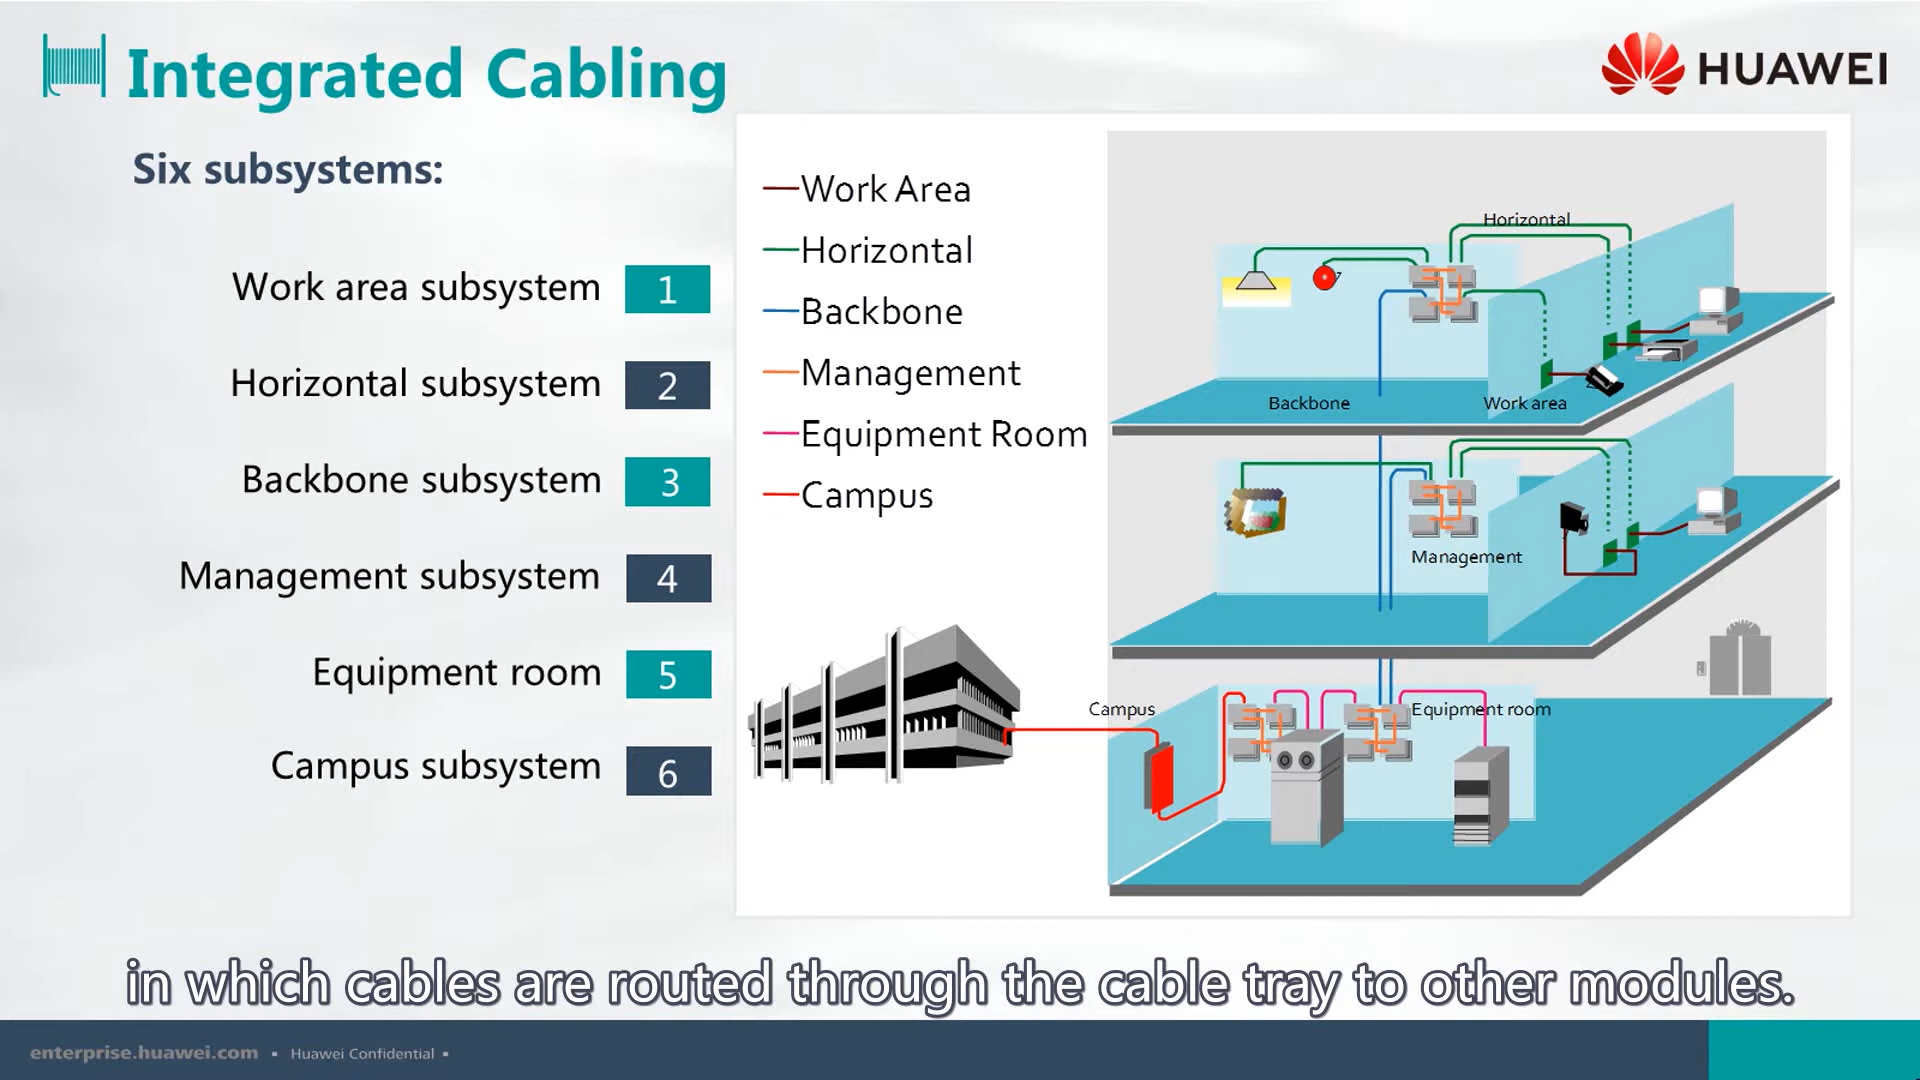 Integrated Cabling
HUAWEI
Six subsystems:
Work area subsystem 1
Horizontal subsystem 2
Backbone subsystem 3
Management subsystem 4
Equipment room 5
Campus subsystem 6
Work Area
Horizontal
Backbone
Management
Equipment Room
Campus
Horizontal
Backbone
Work area
Management
Campus
Equipment room
in which cables are routed through the cable tray to other modules.
enterprise.huawei.com ▪ Huawei Confidential ▪